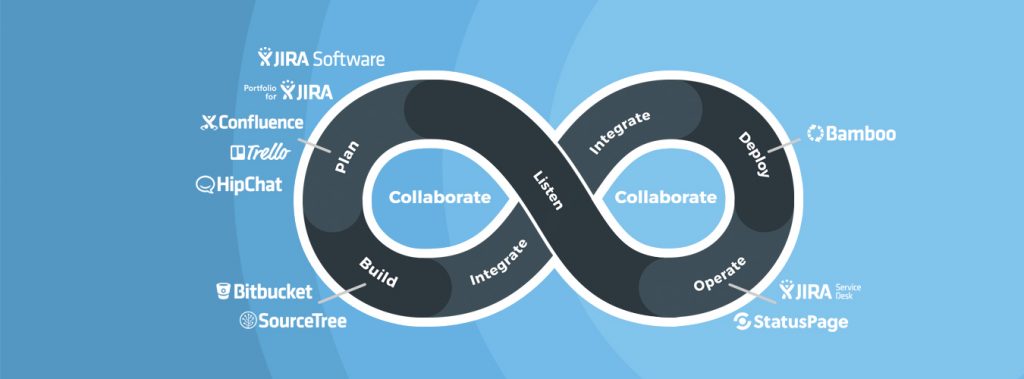 JIRA Software
Portfolio
for
JIRA
Confluence
Trello
HipChat
Plan
Collaborate
Build
Integrate
Listen
Integrate
Collaborate
Deploy
Operate
Bamboo
Bitbucket
SourceTree
JIRA Service
Desk
StatusPage